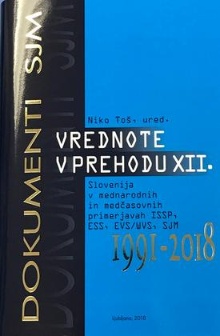 DOKUMENTI SJM
Niko Toš, ured.
VREDNOTE
V PREHODU XII.
Slovenija
v mednarodnih
in medčasovnih
primerjavah ISSP,
ESS, EVS/WVS, SJM
1991-2018
Ljubljana, 2018